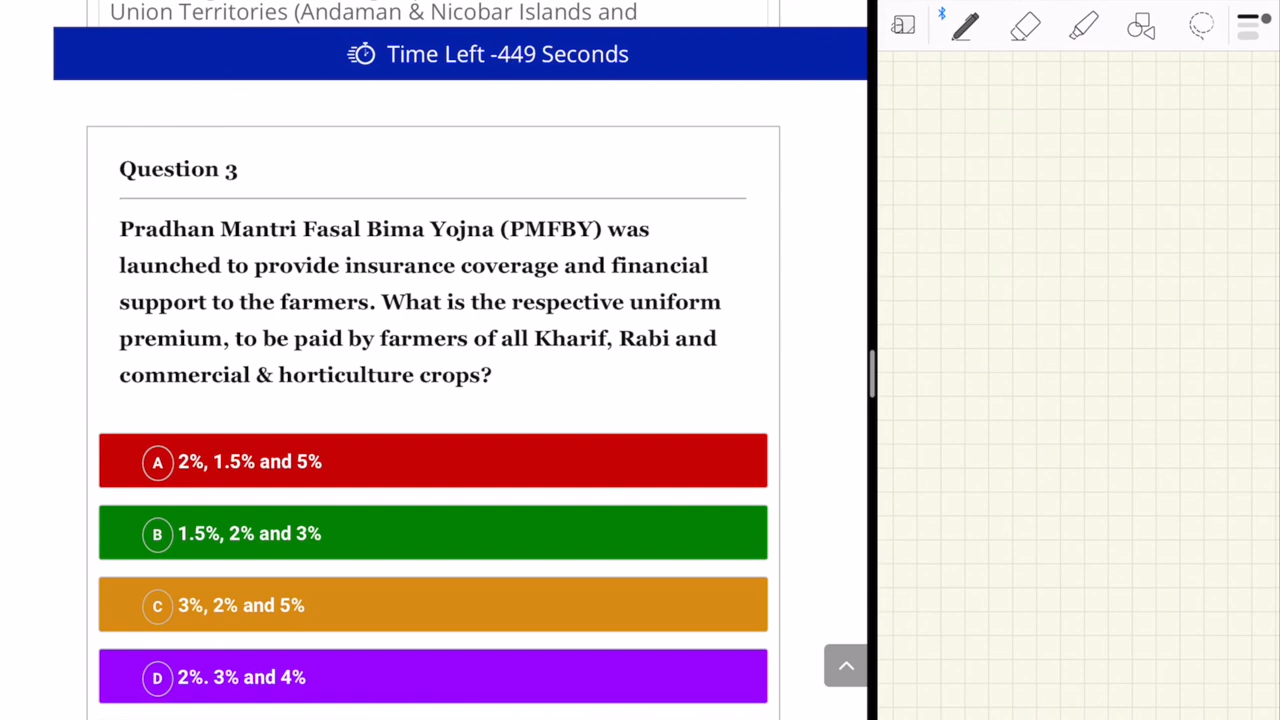 Union Territories (Andaman & Nicobar Islands and
Time Left -449 Seconds
Question 3
Pradhan Mantri Fasal Bima Yojna (PMFBY) was
launched to provide insurance coverage and financial
support to the farmers. What is the respective uniform
premium, to be paid by farmers of all Kharif, Rabi and
commercial & horticulture crops?
A 2%, 1.5% and 5%
B 1.5%, 2% and 3%
C 3%, 2% and 5%
D 2%. 3% and 4%